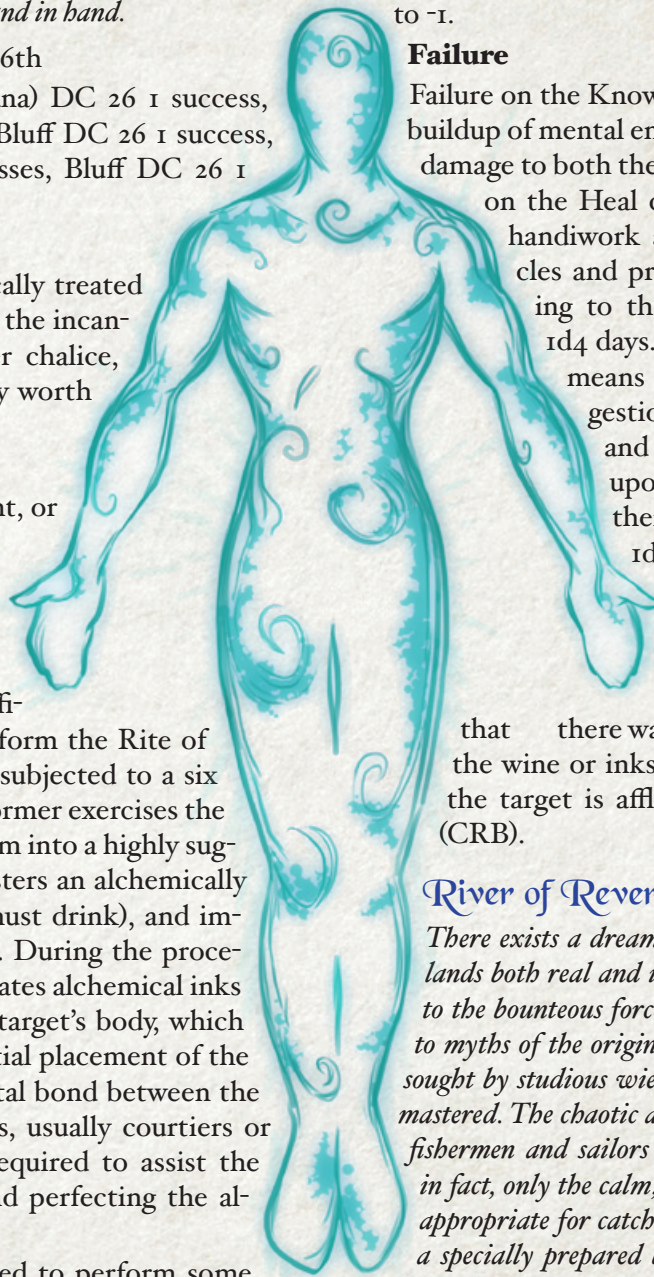 nd in hand.
6th
na) DC 26 1 success,
Bluff DC 26 1 success,
sses, Bluff DC 26 1
cally treated
the incan-
r chalice,
y worth
nt, or
ffi-
form the Rite of
subjected to a six
ormer exercises the
m into a highly sug-
sters an alchemically
must drink), and im-
. During the proce-
ates alchemical inks
target's body, which
tial placement of the
tal bond between the
s, usually courtiers or
equired to assist the
nd perfecting the al-
ed to perform some
to -1.
Failure
Failure on the Know
buildup of mental en
damage to both the
on the Heal o
handiwork a
cles and pr
ing to th
1d4 days.
means
gestio
and
upo
the
1d
that there wa
the wine or inks
the target is affl
(CRB).
River of Rever
There exists a dream
lands both real and i
to the bounteous forc
to myths of the origin
sought by studious wie
mastered. The chaotic a
fishermen and sailors
in fact, only the calm,
appropriate for catch
a specially prepared